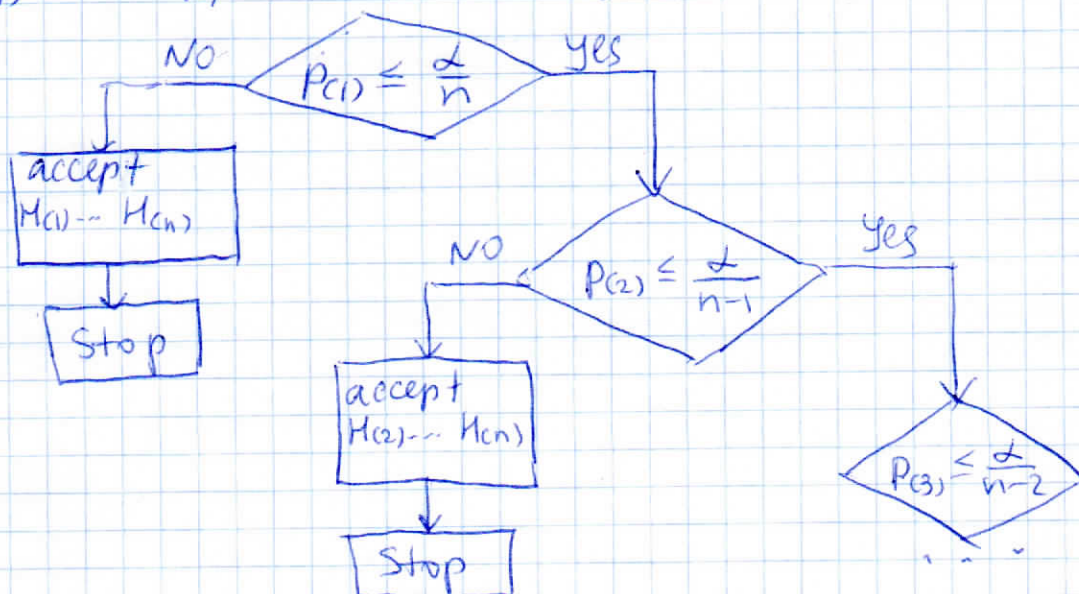 NO
P(1) ≤ α/n
Yes
accept
H(1)... H(n)
Stop
NO
P(2) ≤ α/n-1
Yes
accept
H(2)... H(n)
Stop
P(3) ≤ α/n-2
...